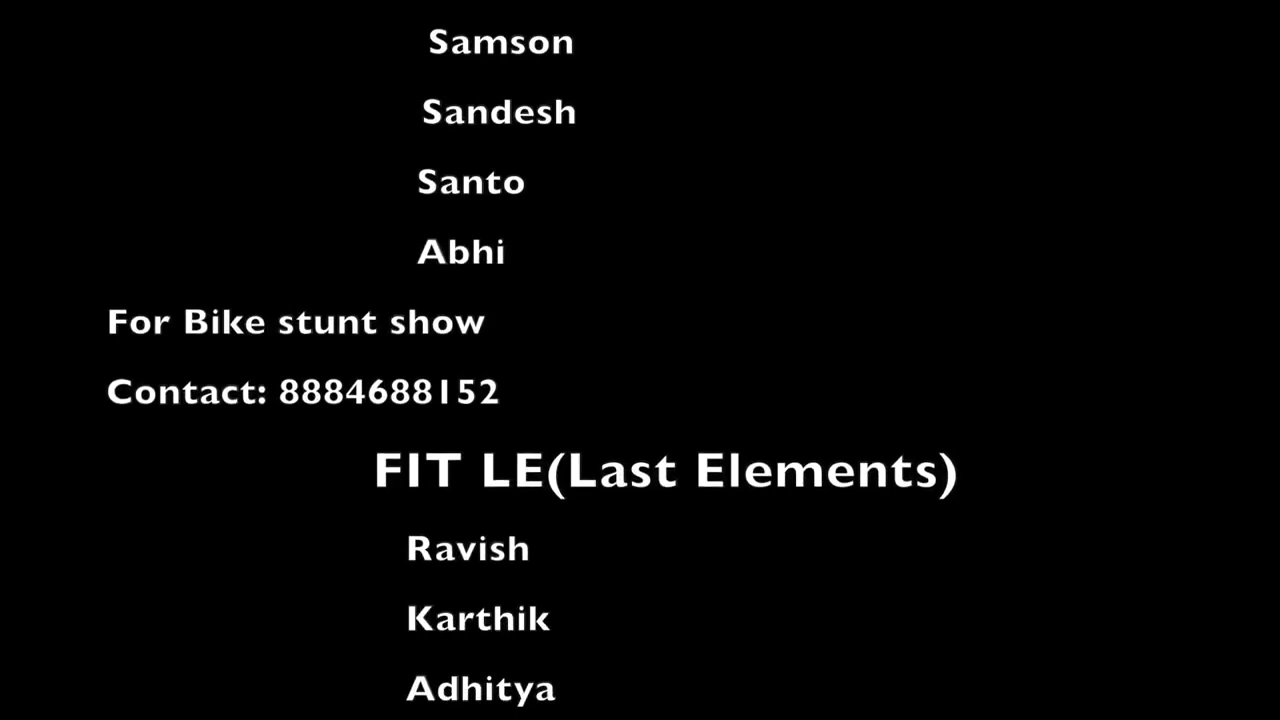 Samson
Sandesh
Santo
Abhi
For Bike stunt show
Contact: 8884688152
FIT LE(Last Elements)
Ravish
Karthik
Adhitya